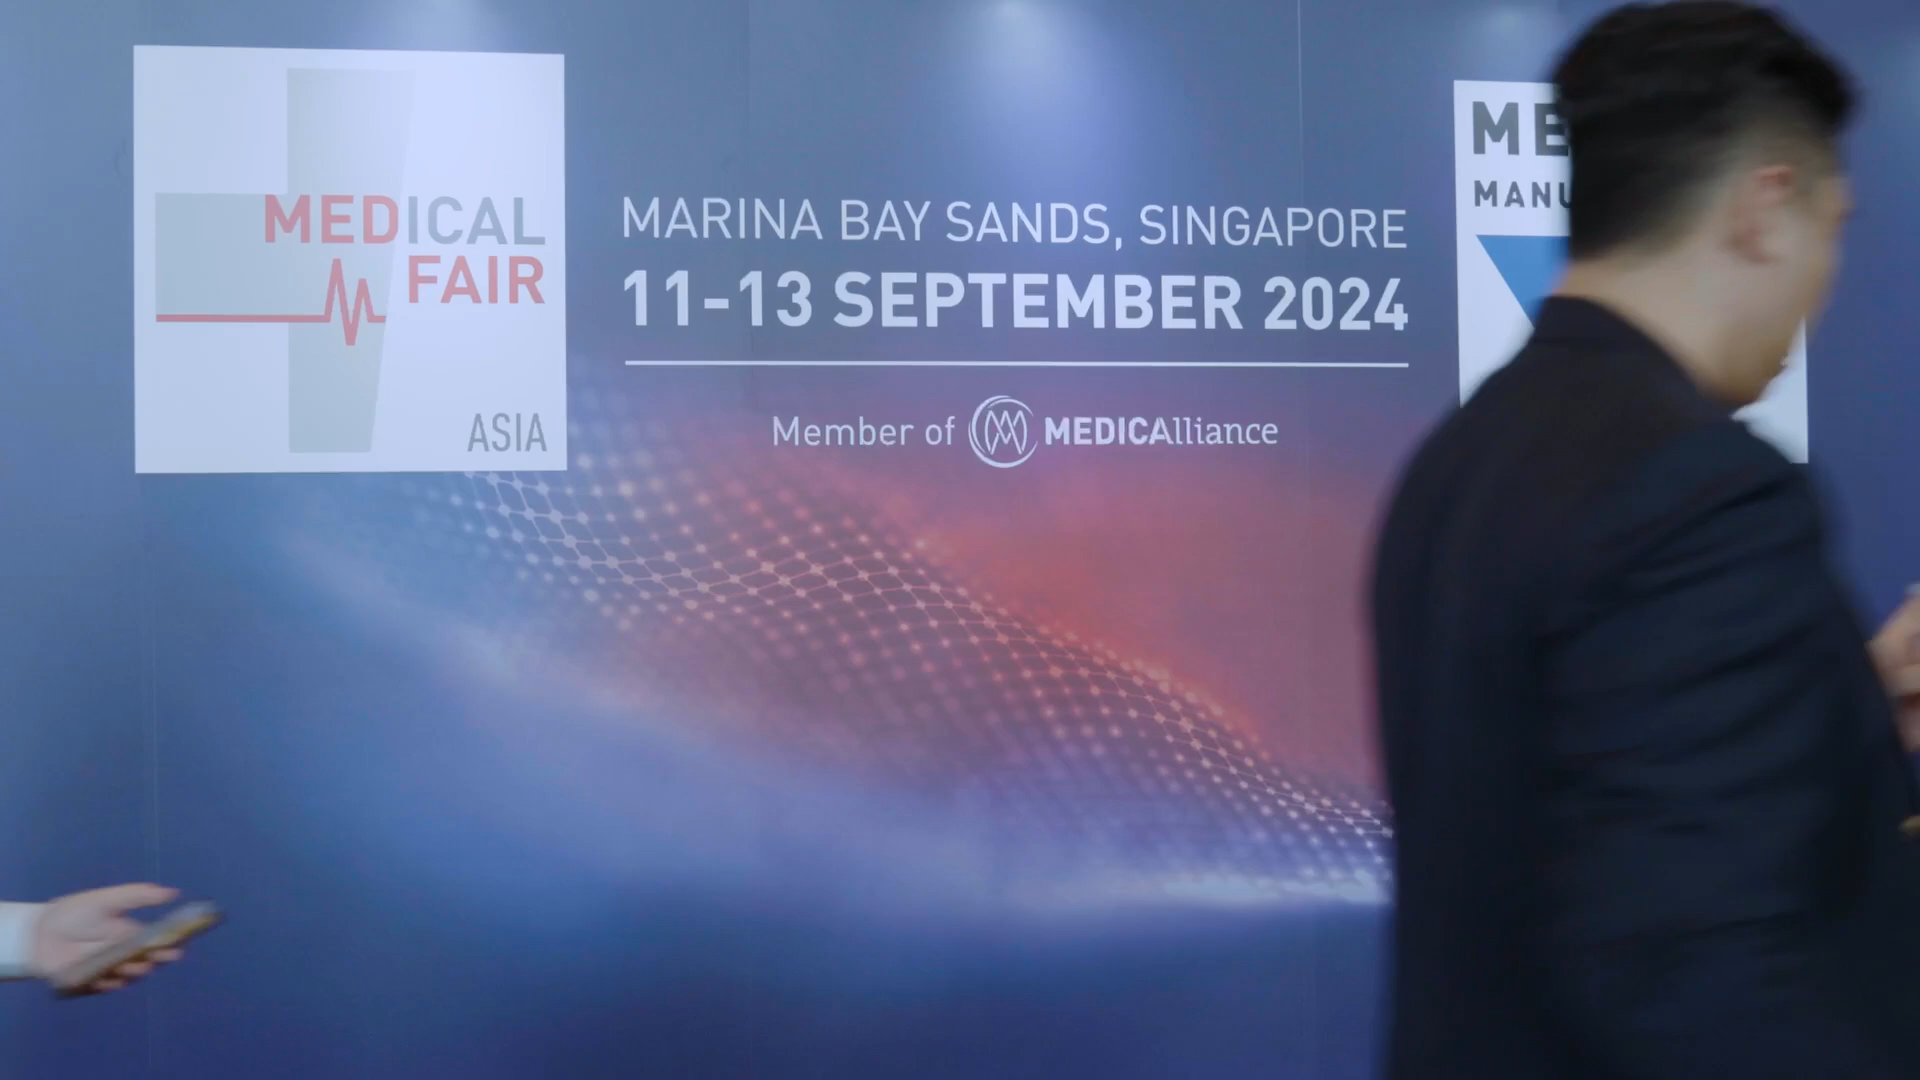 MEDICAL
FAIR
ASIA
MARINA BAY SANDS, SINGAPORE
11-13 SEPTEMBER 2024
Member of MEDICAlliance